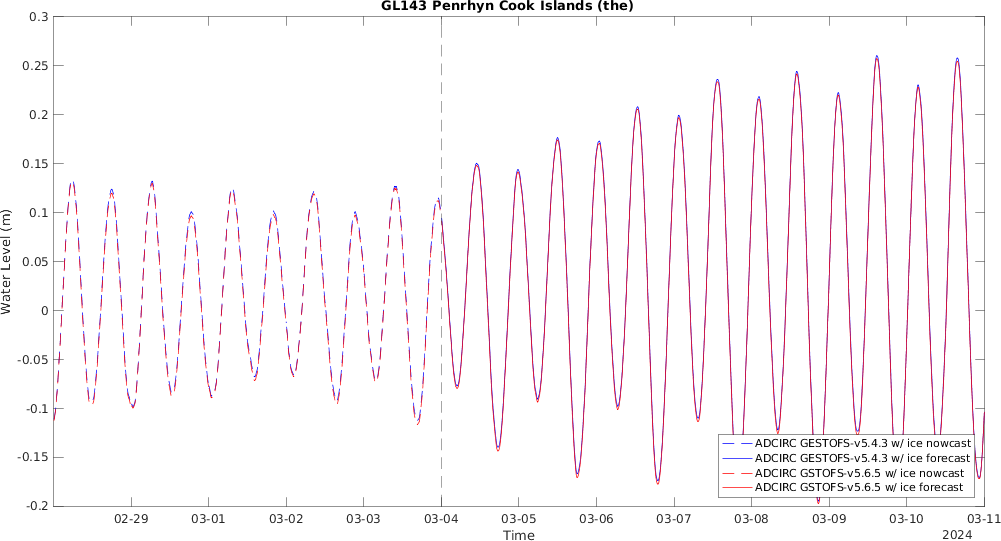 GL143 Penrhyn Cook Islands (the)
0.3
0.25
0.2
0.15
0.1
0.05
0
-0.05
-0.1
-0.15
-0.2
Water Level (m)
ADCIRC GESTOFS-v5.4.3 w/ ice nowcast
ADCIRC GESTOFS-v5.4.3 w/ ice forecast
ADCIRC GSTOFS-v5.6.5 w/ ice nowcast
ADCIRC GSTOFS-v5.6.5 w/ ice forecast
02-29 03-01 03-02 03-03 03-04 03-05 03-06 03-07 03-08 03-09 03-10 03-11
Time
2024